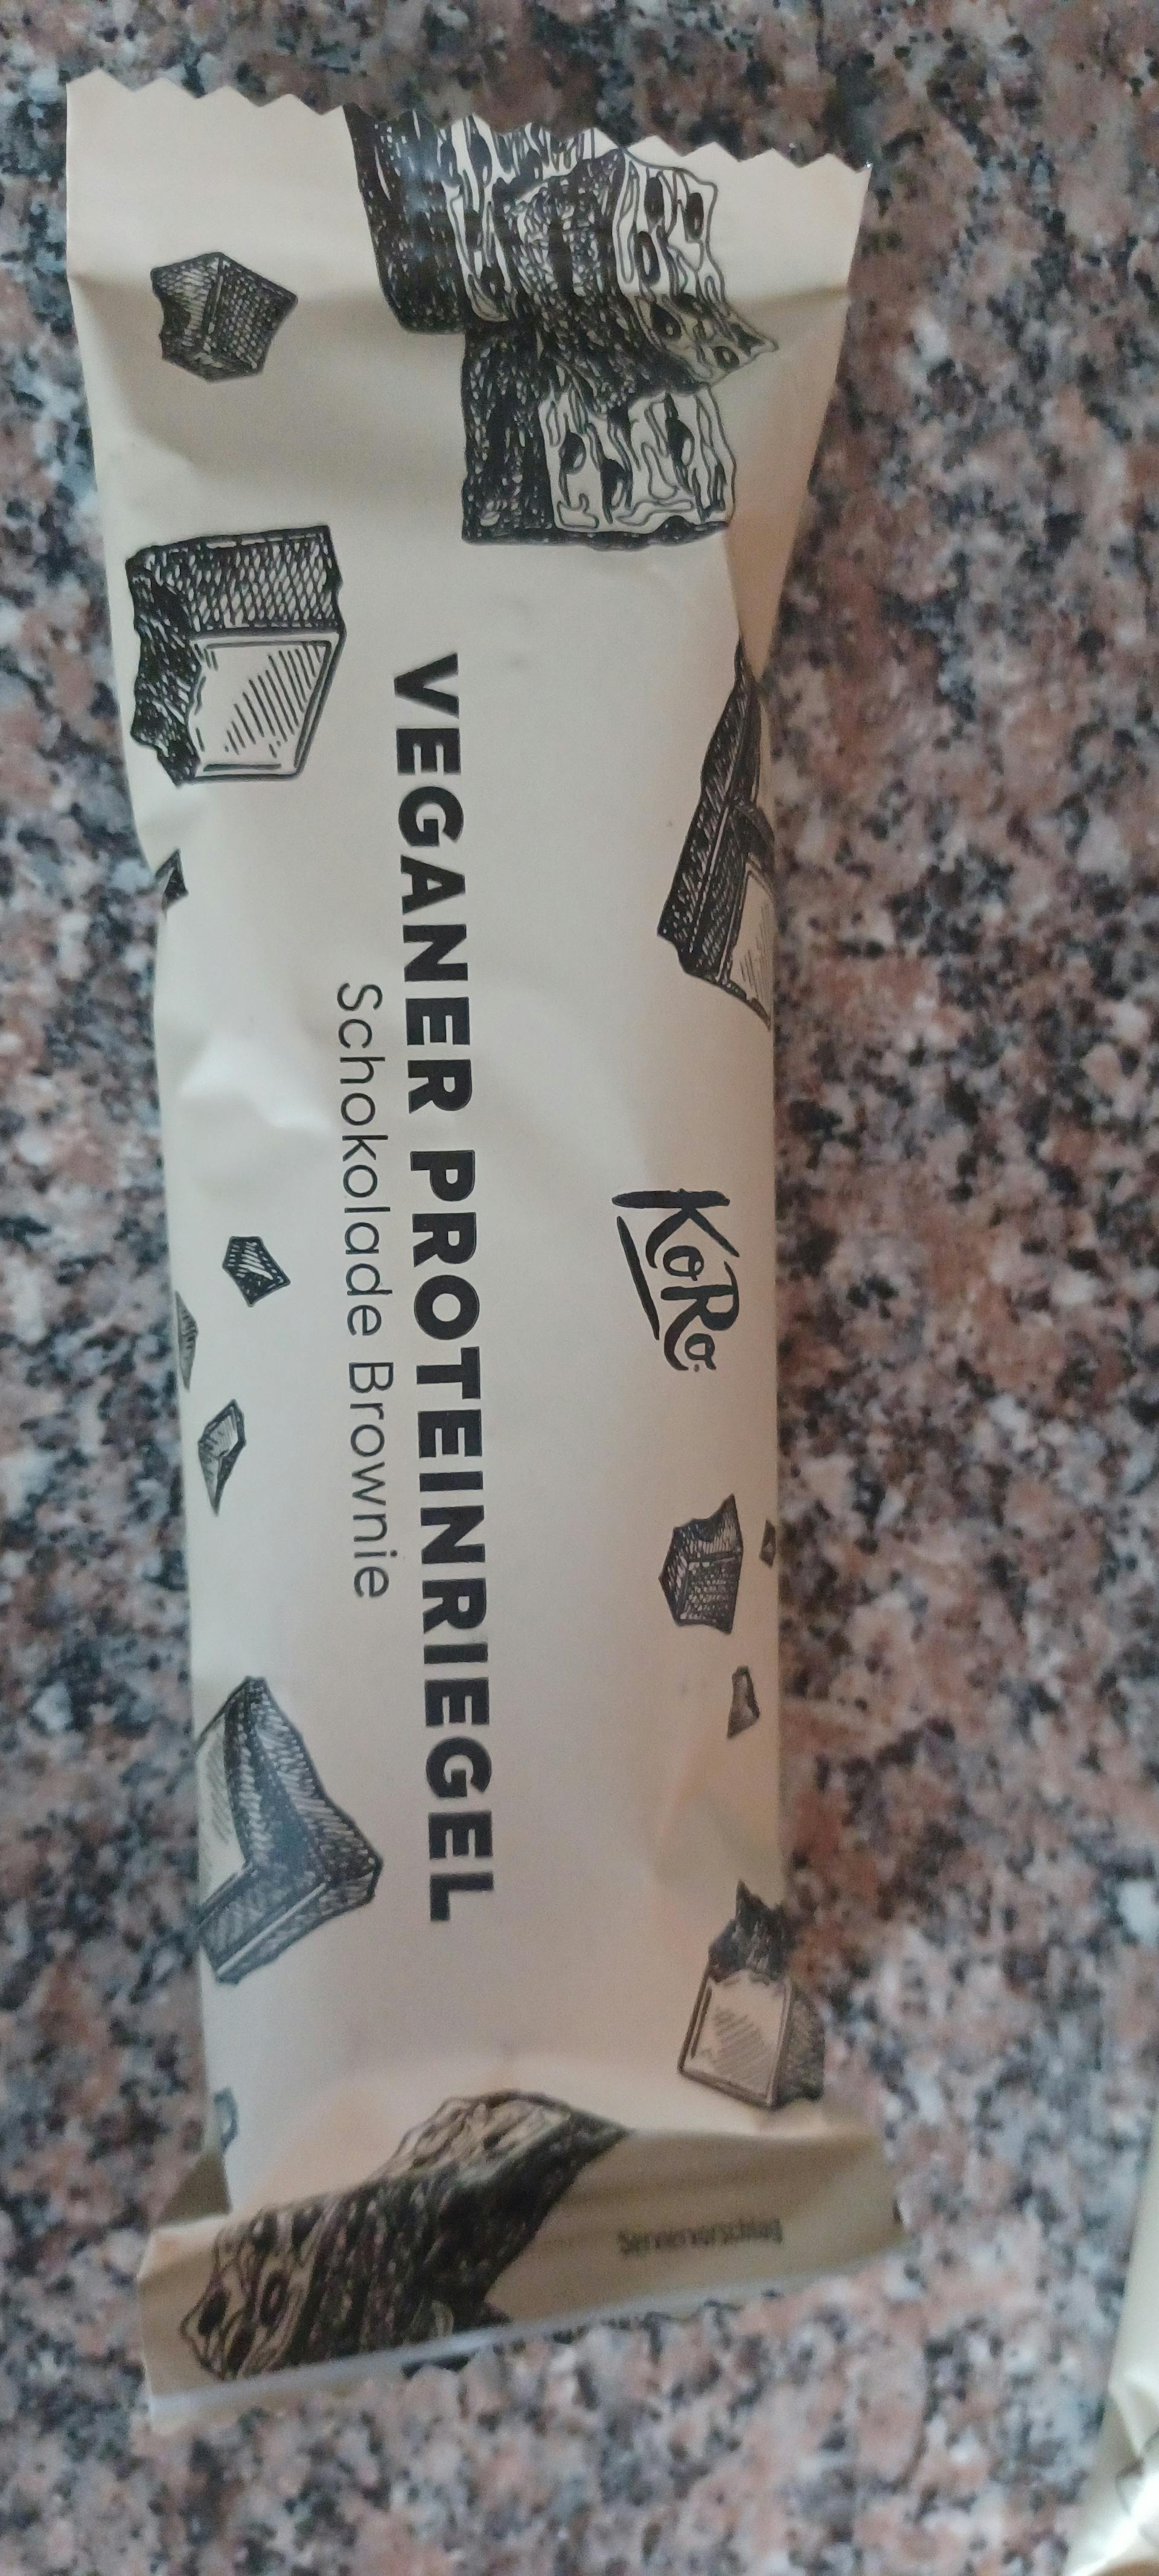 KoRo
VEGANER PROTEINRIEGEL
Schokolade Brownie
Serviervorschlag